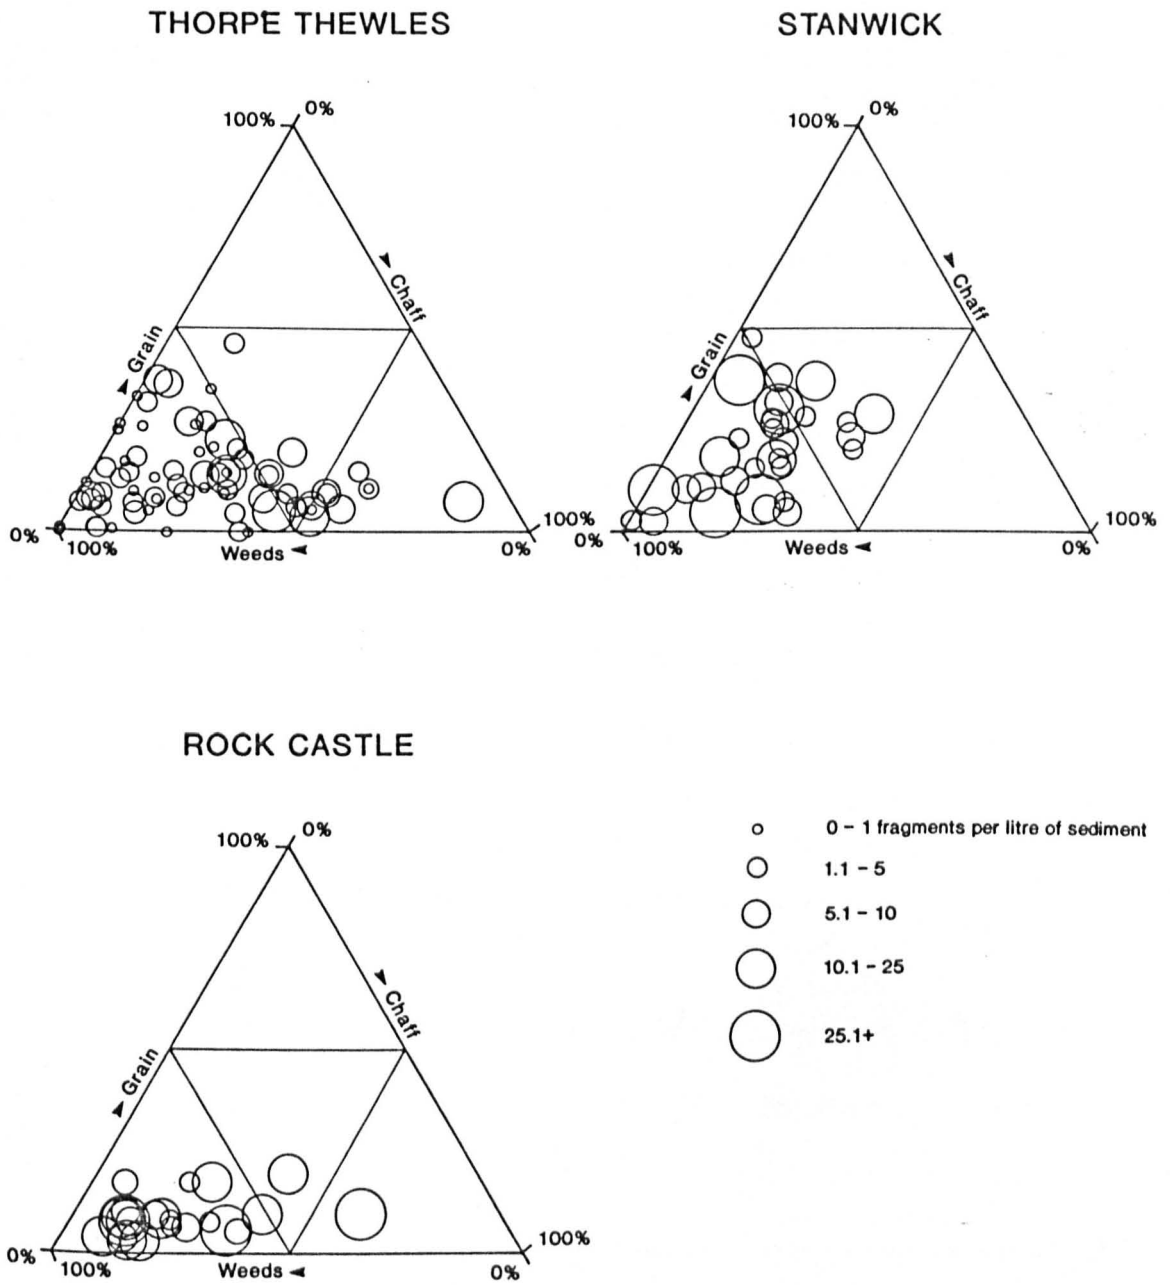 THORPE THEWLES
STANWICK
100% 0%
100% 0%
Grain
Chaff
Grain
Chaff
0% 100% Weeds 0% 100%
0% 100% Weeds 0% 100%
ROCK CASTLE
100% 0%
Grain
Chaff
0% 100% Weeds 0% 100%
0 – 1 fragments per litre of sediment
1.1 – 5
5.1 – 10
10.1 – 25
25.1+